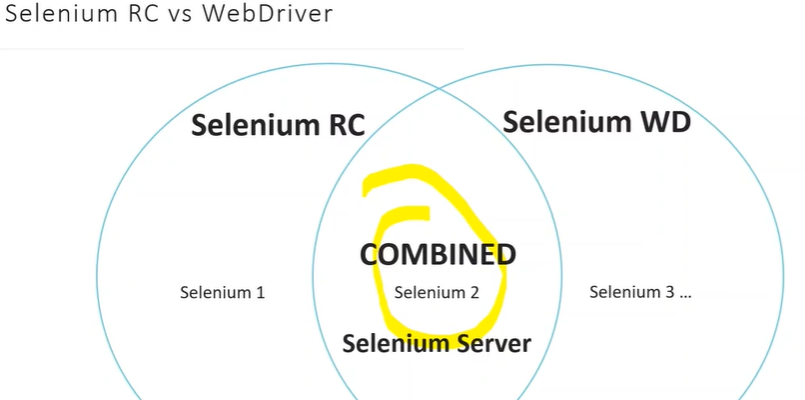 Selenium RC vs WebDriver
Selenium RC
Selenium WD
COMBINED
Selenium 1
Selenium 2
Selenium 3 ...
Selenium Server